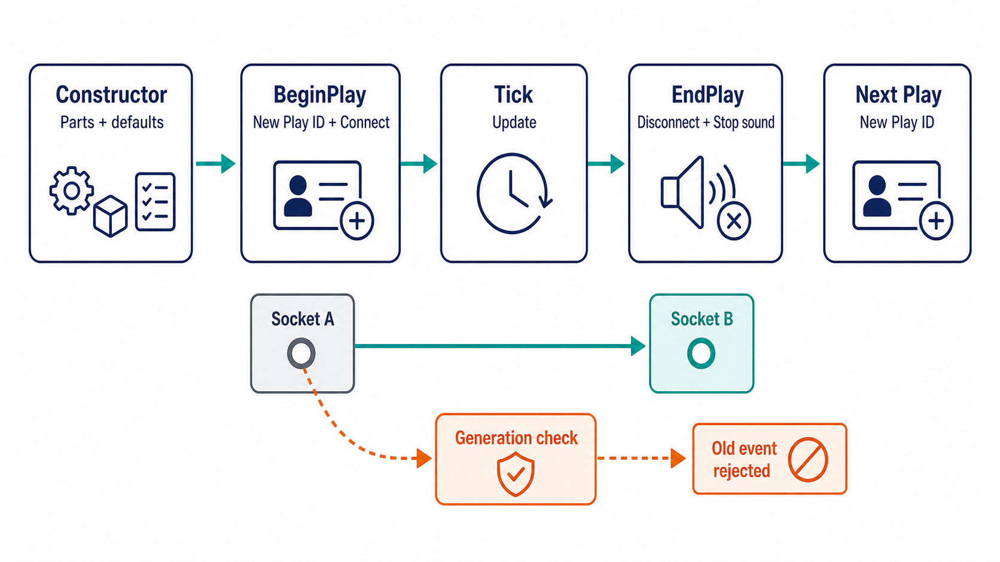 Constructor
Parts + defaults
BeginPlay
New Play ID + Connect
Tick
Update
EndPlay
Disconnect + Stop sound
Next Play
New Play ID
Socket A
Socket B
Generation check
Old event
rejected